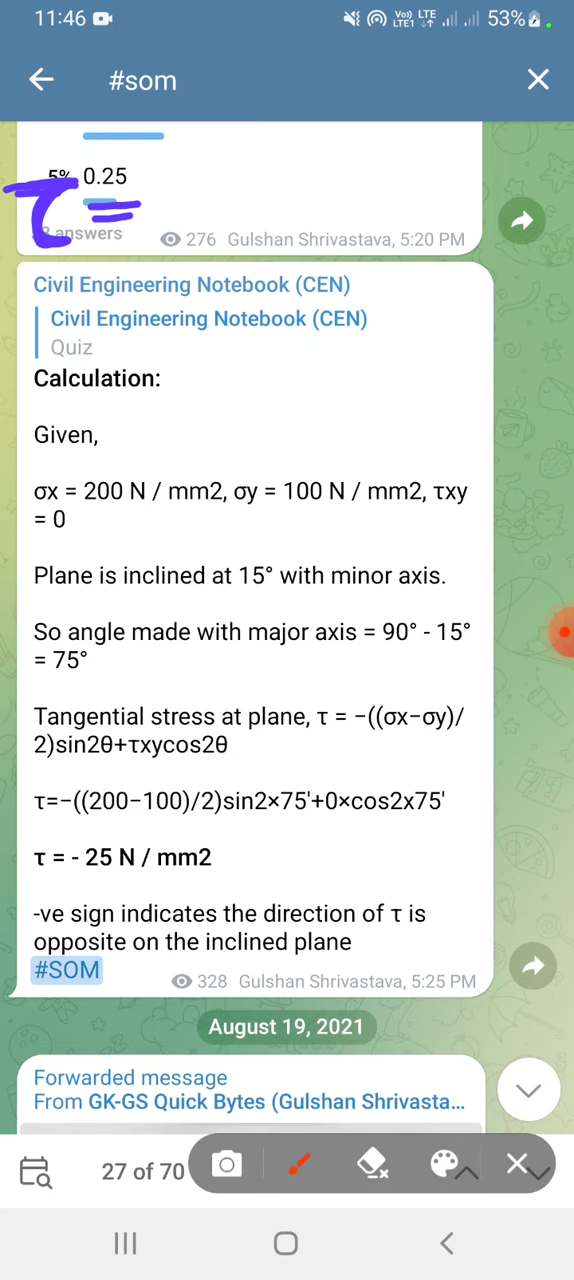 11:46
Vo) LTE
LTE1 ↓↑ 53%
← #som ×
5% 0.25
answers 276 Gulshan Shrivastava, 5:20 PM
Civil Engineering Notebook (CEN)
Civil Engineering Notebook (CEN)
Quiz
Calculation:
Given,
σx = 200 N / mm2, σy = 100 N / mm2, τxy
= 0
Plane is inclined at 15° with minor axis.
So angle made with major axis = 90° - 15°
= 75°
Tangential stress at plane, τ = −((σx−σy)/
2)sin2θ+τxycos2θ
τ=−((200−100)/2)sin2×75'+0×cos2x75'
τ = - 25 N / mm2
-ve sign indicates the direction of τ is
opposite on the inclined plane
#SOM 328 Gulshan Shrivastava, 5:25 PM
August 19, 2021
Forwarded message
From GK-GS Quick Bytes (Gulshan Shrivasta...
27 of 70